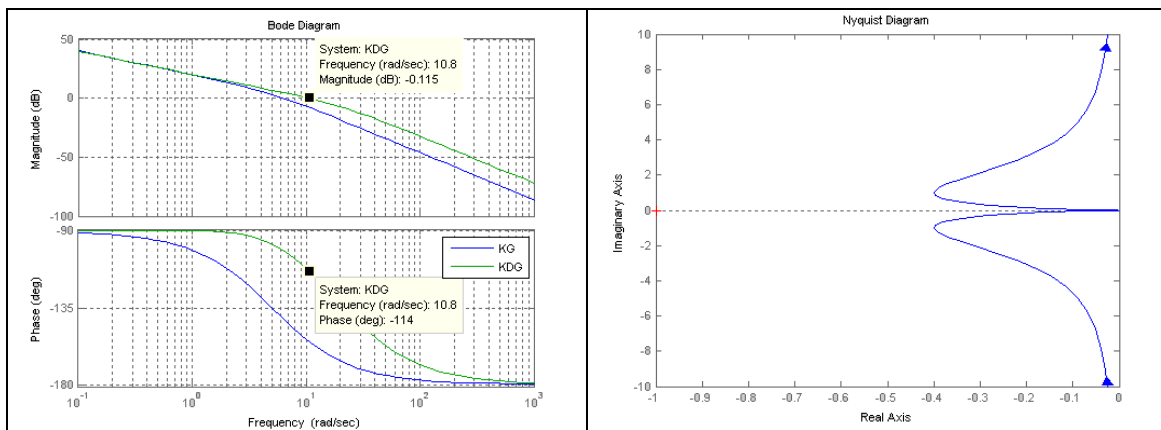 Bode Diagram
50
0
-50
-100
Magnitude (dB)
System: KDG
Frequency (rad/sec): 10.8
Magnitude (dB): -0.115
-90
-135
-180
Phase (deg)
KG
KDG
System: KDG
Frequency (rad/sec): 10.8
Phase (deg): -114
10-1 100 101 102 103
Frequency (rad/sec)
Nyquist Diagram
10
8
6
4
2
0
-2
-4
-6
-8
-10
Imaginary Axis
-1 -0.9 -0.8 -0.7 -0.6 -0.5 -0.4 -0.3 -0.2 -0.1 0
Real Axis